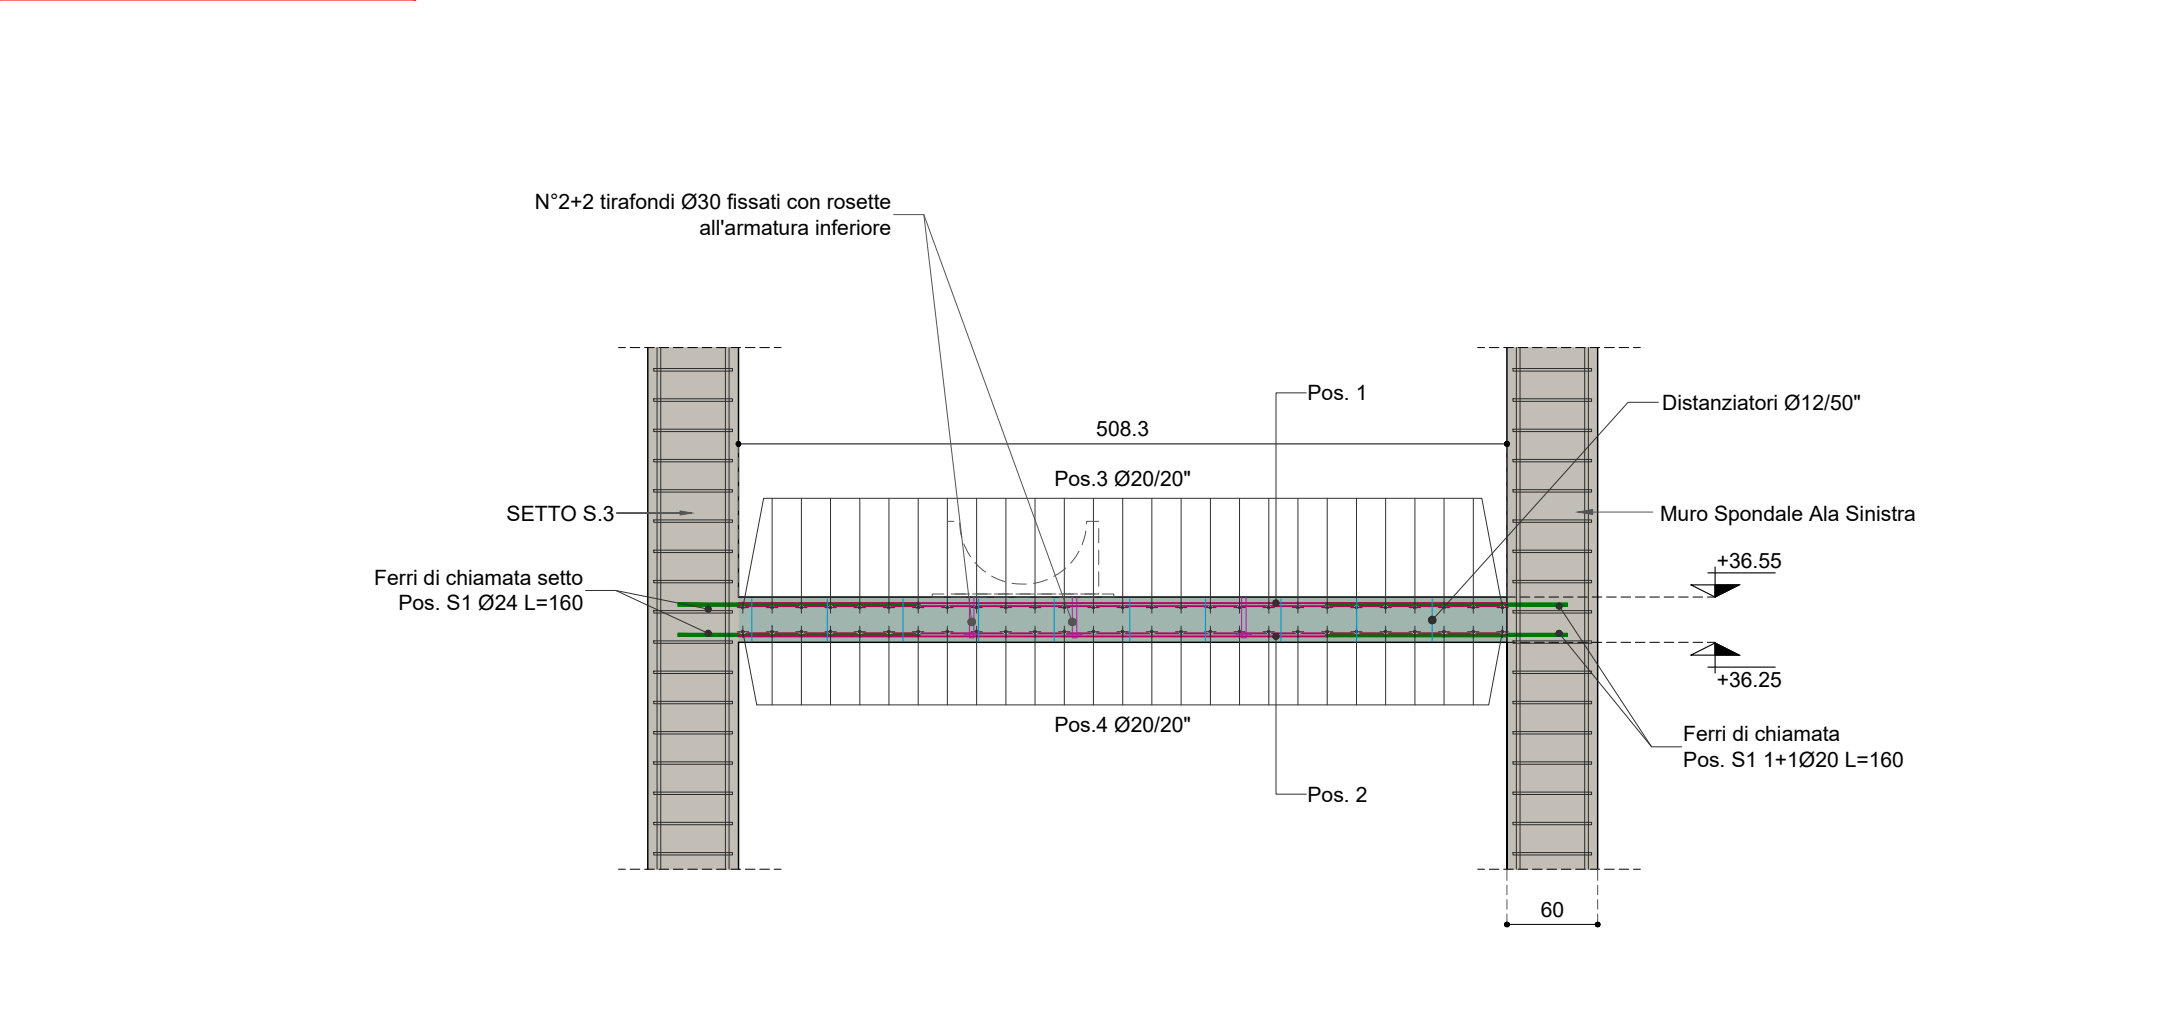 N°2+2 tirafondi Ø30 fissati con rosette
all'armatura inferiore
Pos. 1
Distanziatori Ø12/50"
508.3
Pos.3 Ø20/20"
SETTO S.3
Muro Spondale Ala Sinistra
+36.55
Ferri di chiamata setto
Pos. S1 Ø24 L=160
+36.25
Pos.4 Ø20/20"
Ferri di chiamata
Pos. S1 1+1Ø20 L=160
Pos. 2
60